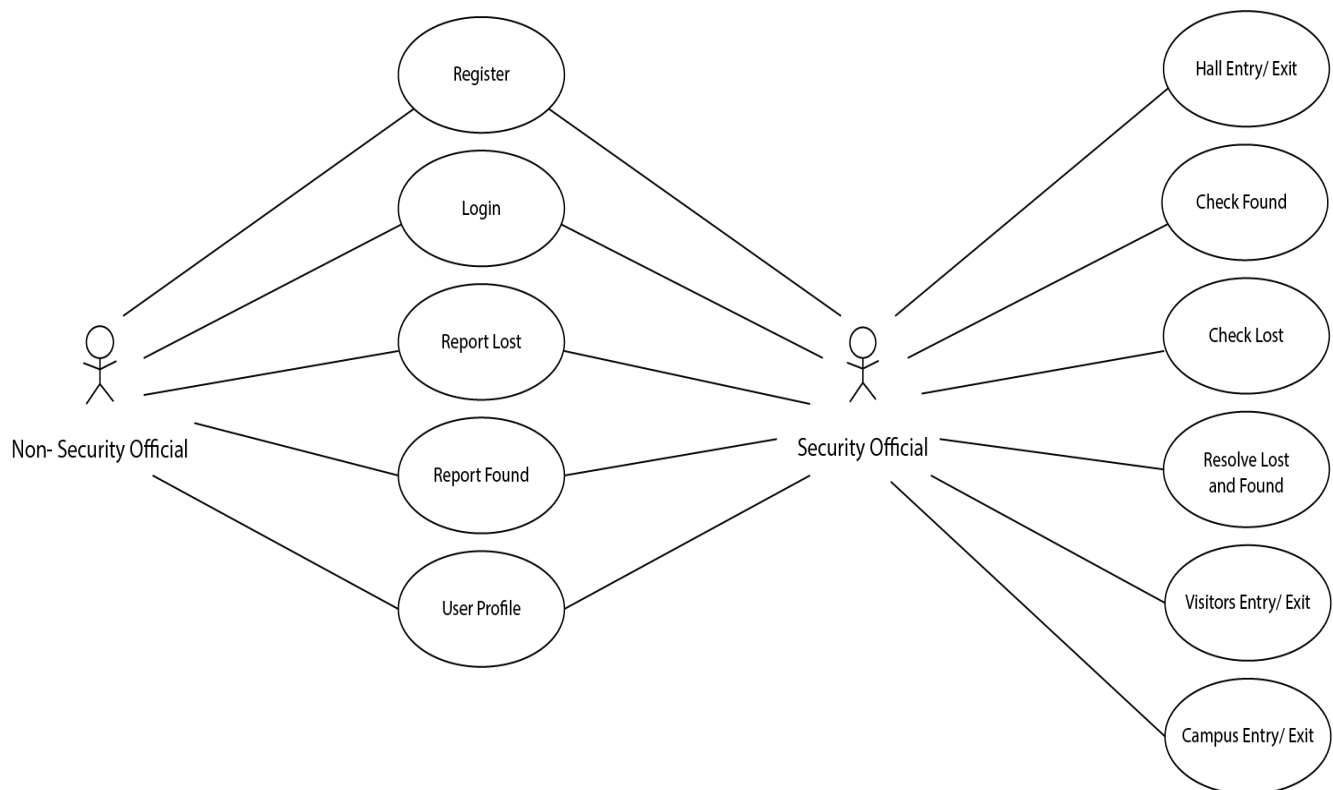 Register
Login
Report Lost
Report Found
User Profile
Non- Security Official
Security Official
Hall Entry/ Exit
Check Found
Check Lost
Resolve Lost
and Found
Visitors Entry/ Exit
Campus Entry/ Exit